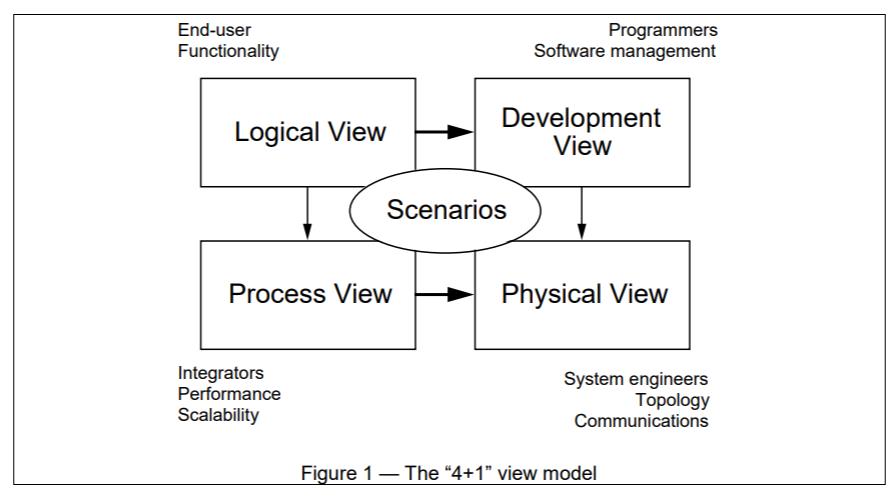 End-user
Functionality
Programmers
Software management
Logical View
Development
View
Scenarios
Process View
Physical View
Integrators
Performance
Scalability
System engineers
Topology
Communications
Figure 1 — The “4+1” view model